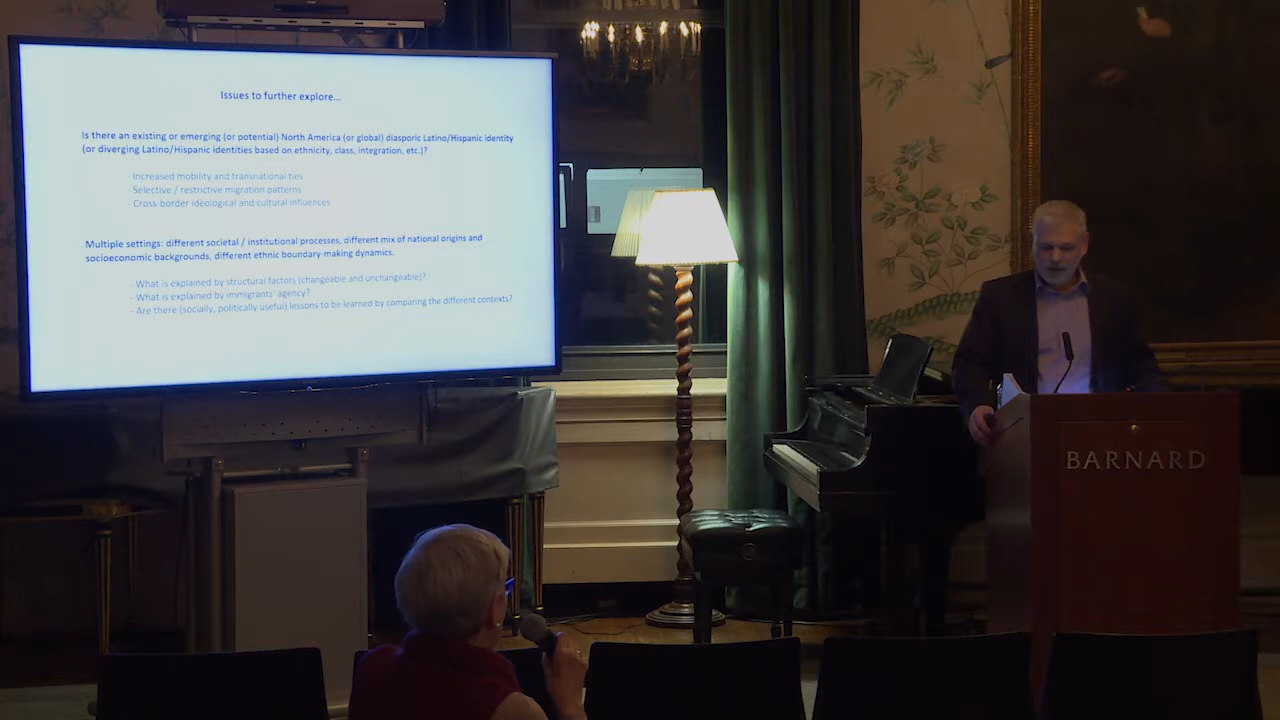 Issues to further explore...
Is there an existing or emerging (or potential) North America (or global) diasporic Latino/Hispanic identity
(or diverging Latino/Hispanic identities based on ethnicity, class, integration, etc.)?
- Increased mobility and transnational ties
- Selective / restrictive migration patterns
- Cross-border ideological and cultural influences
Multiple settings: different societal / institutional processes, different mix of national origins and
socioeconomic backgrounds, different ethnic boundary-making dynamics.
- What is explained by structural factors (changeable and unchangeable)?
- What is explained by immigrants' agency?
- Are there (socially, politically useful) lessons to be learned by comparing the different contexts?
BARNARD